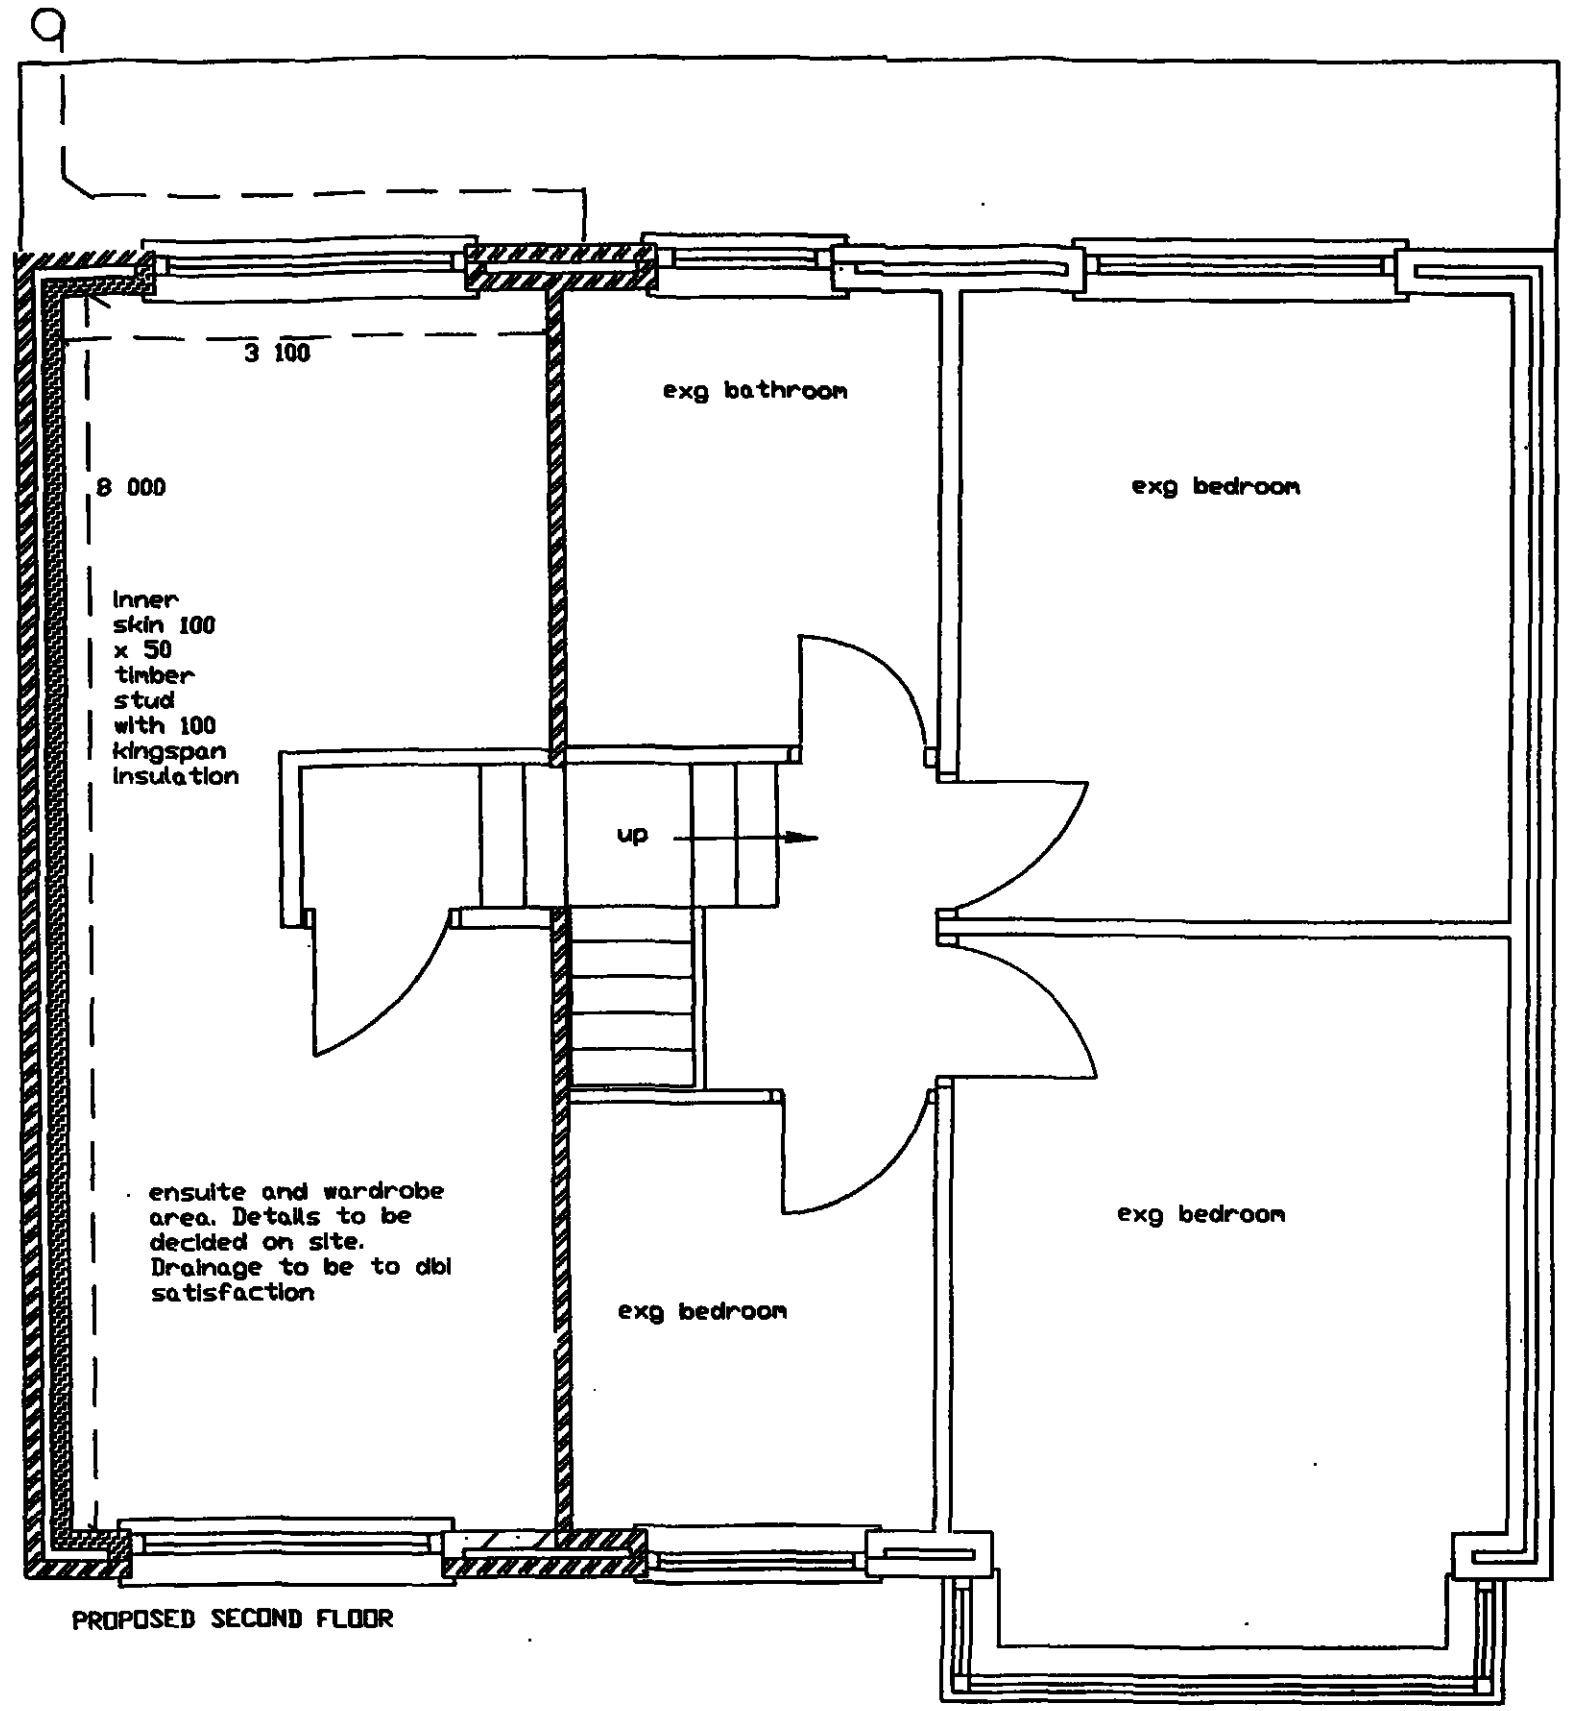 3 100
exg bathroom
8 000
exg bedroom
inner
skin 100
x 50
timber
stud
with 100
kingspan
insulation
up
ensuite and wardrobe
area. Details to be
decided on site.
Drainage to be to dbi
satisfaction
exg bedroom
exg bedroom
PROPOSED SECOND FLOOR